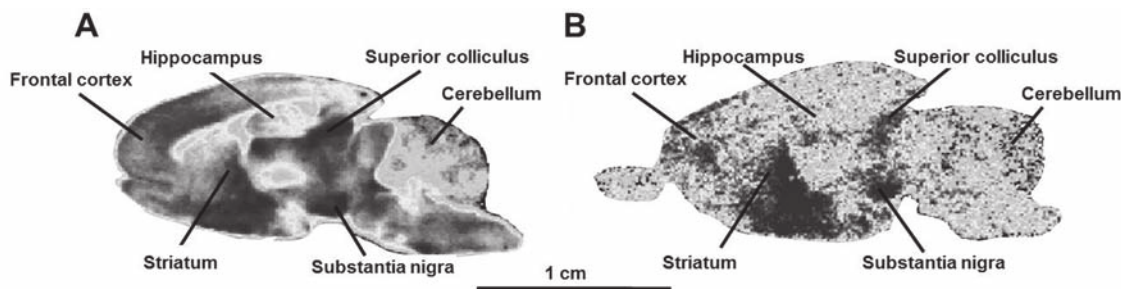 A
Hippocampus
Superior colliculus
Frontal cortex
Cerebellum
Striatum
Substantia nigra
B
Hippocampus
Superior colliculus
Frontal cortex
Cerebellum
Striatum
Substantia nigra
1 cm